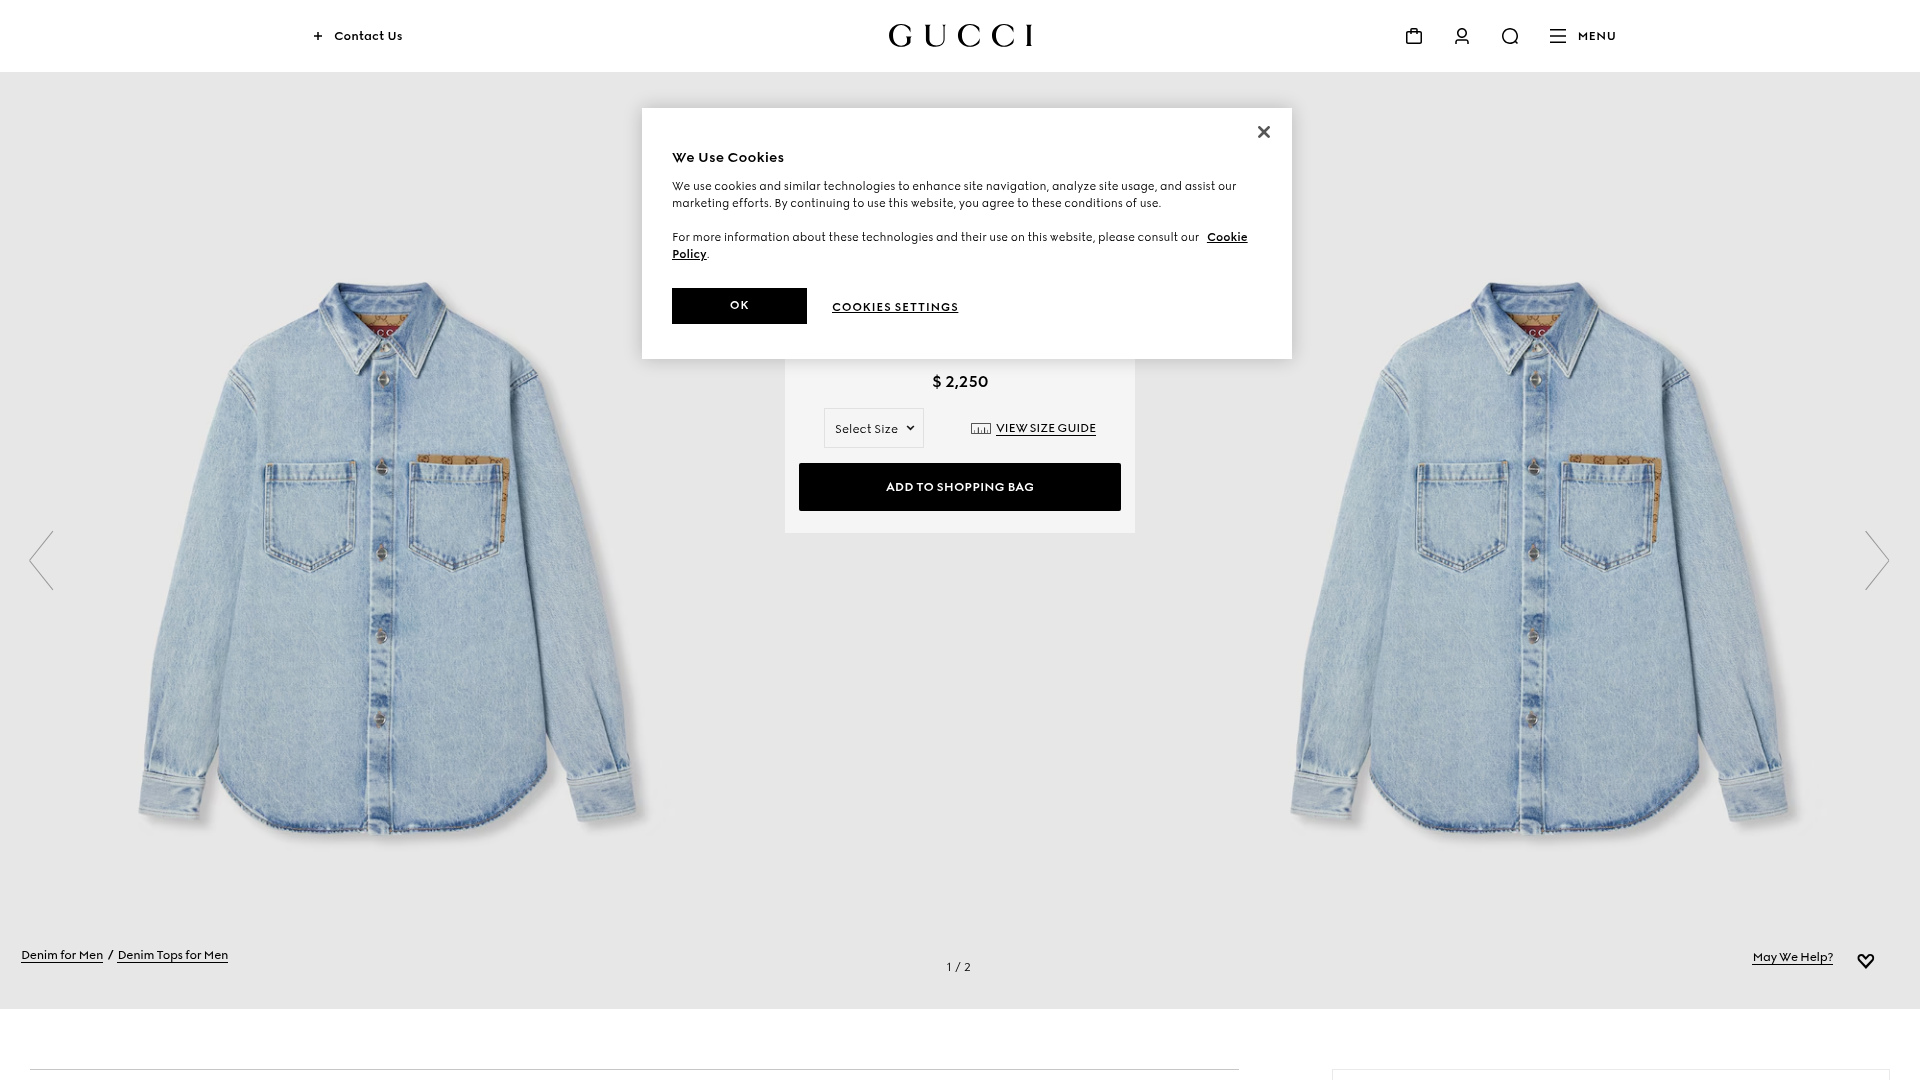 Contact Us
GUCCI
MENU
We Use Cookies
We use cookies and similar technologies to enhance site navigation, analyze site usage, and assist our
marketing efforts. By continuing to use this website, you agree to these conditions of use.
For more information about these technologies and their use on this website, please consult our Cookie
Policy.
OK
COOKIES SETTINGS
$ 2,250
Select Size
VIEW SIZE GUIDE
ADD TO SHOPPING BAG
Denim for Men / Denim Tops for Men
1 / 2
May We Help?